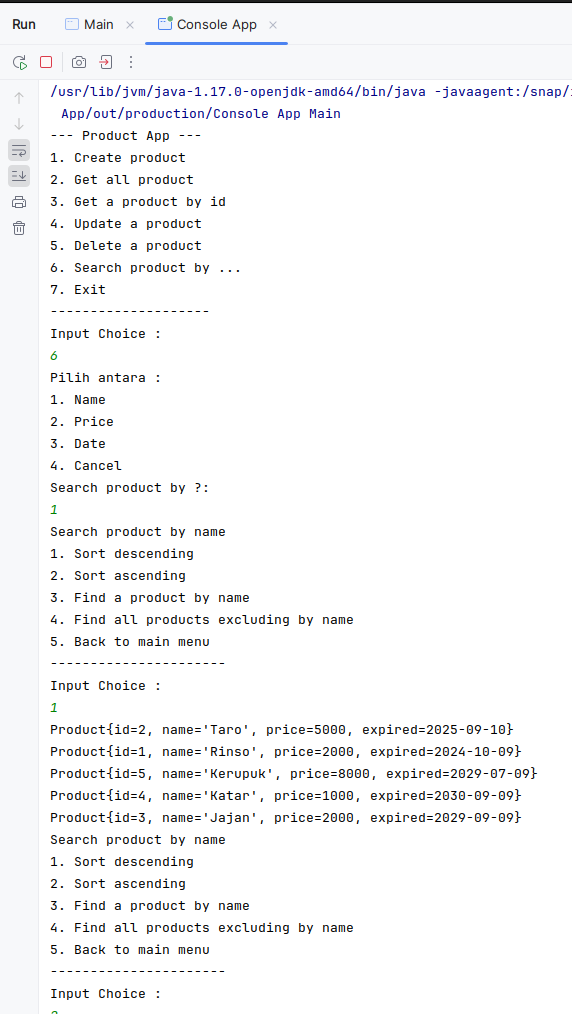 Run Main Console App
/usr/lib/jvm/java-1.17.0-openjdk-amd64/bin/java -javaagent:/snap/
App/out/production/Console App Main
--- Product App ---
1. Create product
2. Get all product
3. Get a product by id
4. Update a product
5. Delete a product
6. Search product by ...
7. Exit
--------------------
Input Choice :
6
Pilih antara :
1. Name
2. Price
3. Date
4. Cancel
Search product by ?:
1
Search product by name
1. Sort descending
2. Sort ascending
3. Find a product by name
4. Find all products excluding by name
5. Back to main menu
----------------------
Input Choice :
1
Product{id=2, name='Taro', price=5000, expired=2025-09-10}
Product{id=1, name='Rinso', price=2000, expired=2024-10-09}
Product{id=5, name='Kerupuk', price=8000, expired=2029-07-09}
Product{id=4, name='Katar', price=1000, expired=2030-09-09}
Product{id=3, name='Jajan', price=2000, expired=2029-09-09}
Search product by name
1. Sort descending
2. Sort ascending
3. Find a product by name
4. Find all products excluding by name
5. Back to main menu
----------------------
Input Choice :